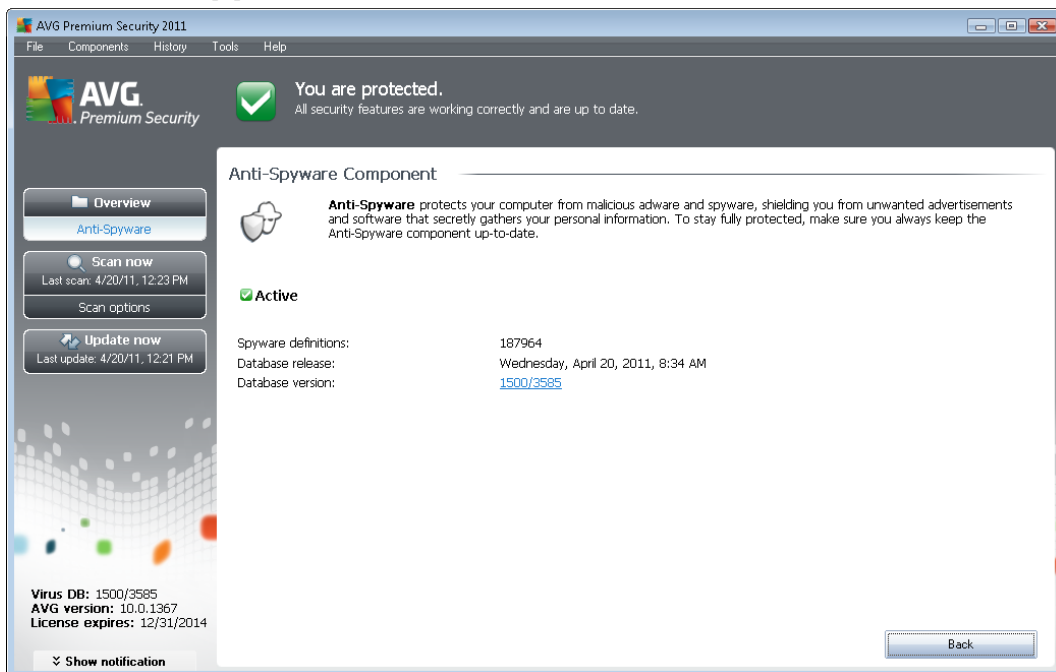 AVG Premium Security 2011
File Components History Tools Help
AVG.
Premium Security
You are protected.
All security features are working correctly and are up to date.
Overview
Anti-Spyware
Scan now
Last scan: 4/20/11, 12:23 PM
Scan options
Update now
Last update: 4/20/11, 12:21 PM
Virus DB: 1500/3585
AVG version: 10.0.1367
License expires: 12/31/2014
Show notification
Anti-Spyware Component
Anti-Spyware protects your computer from malicious adware and spyware, shielding you from unwanted advertisements
and software that secretly gathers your personal information. To stay fully protected, make sure you always keep the
Anti-Spyware component up-to-date.
Active
Spyware definitions: 187964
Database release: Wednesday, April 20, 2011, 8:34 AM
Database version: 1500/3585
Back